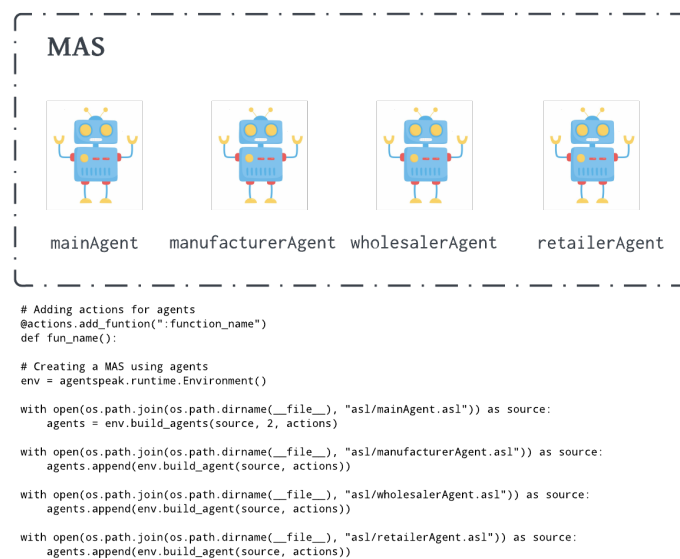 MAS
mainAgent manufacturerAgent wholesalerAgent retailerAgent
# Adding actions for agents
@actions.add_funtion(":function_name")
def fun_name():
# Creating a MAS using agents
env = agentspeak.runtime.Environment()
with open(os.path.join(os.path.dirname(__file__), "asl/mainAgent.asl")) as source:
    agents = env.build_agents(source, 2, actions)
with open(os.path.join(os.path.dirname(__file__), "asl/manufacturerAgent.asl")) as source:
    agents.append(env.build_agent(source, actions))
with open(os.path.join(os.path.dirname(__file__), "asl/wholesalerAgent.asl")) as source:
    agents.append(env.build_agent(source, actions))
with open(os.path.join(os.path.dirname(__file__), "asl/retailerAgent.asl")) as source:
    agents.append(env.build_agent(source, actions))